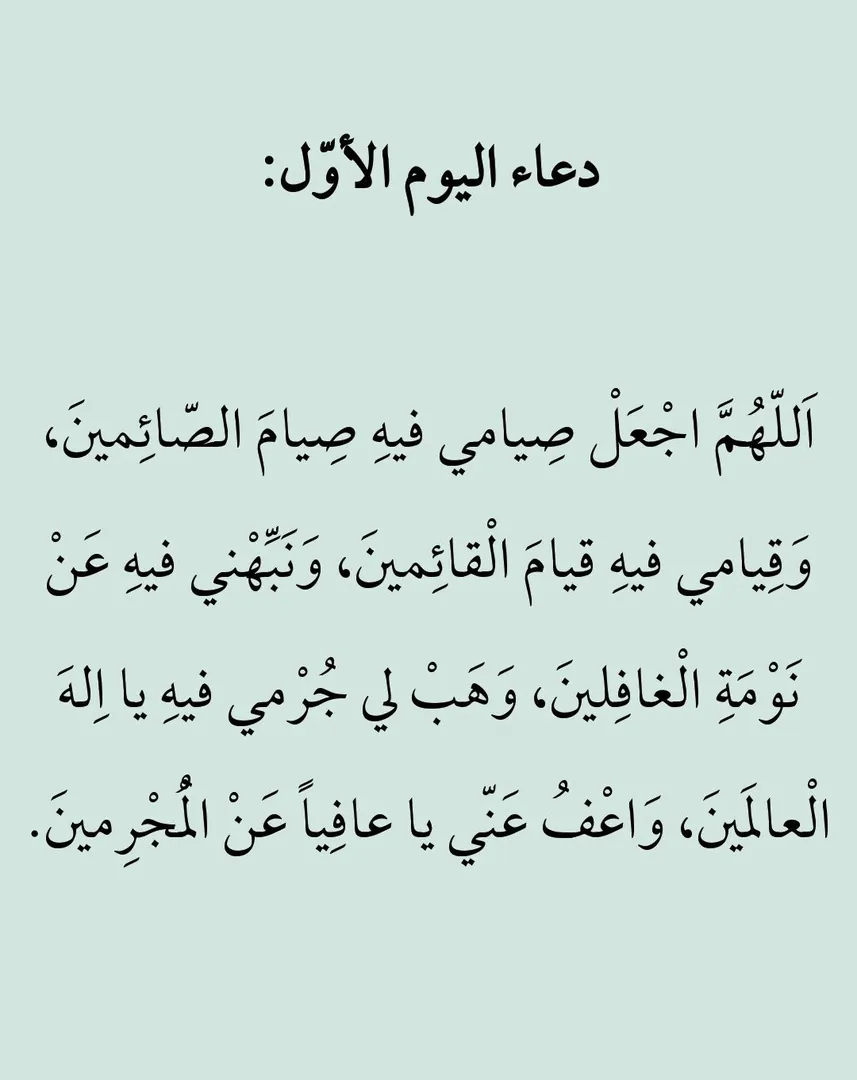 دعاء اليوم الأوّل:
اَللّهُمَّ اجْعَلْ صِيامي فيهِ صِيامَ الصّائِمينَ،
وَقِيامي فيهِ قيامَ الْقائِمينَ، وَنَبِّهْني فيهِ عَنْ
نَوْمَةِ الْغافِلينَ، وَهَبْ لي جُرْمي فيهِ يا اِلهَ
الْعالَمينَ، وَاعْفُ عَنّي يا عافِياً عَنْ الُمْجْرِمينَ.